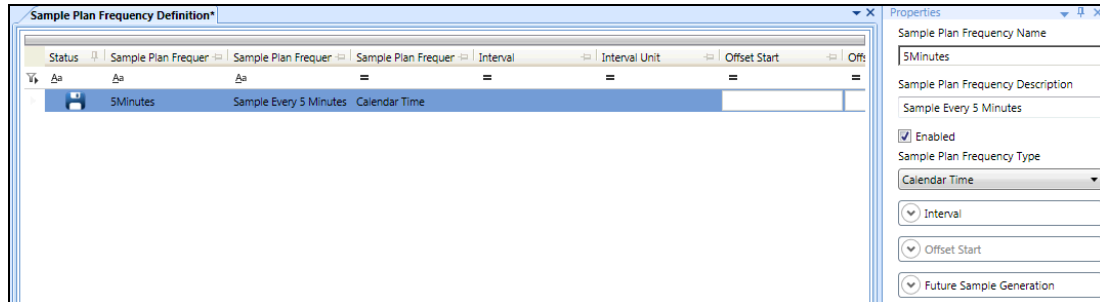 Sample Plan Frequency Definition*
Status Sample Plan Frequer Sample Plan Frequer Sample Plan Frequer Interval Interval Unit Offset Start Offs
Aa Aa Aa = = = = =
5Minutes Sample Every 5 Minutes Calendar Time
Properties
Sample Plan Frequency Name
5Minutes
Sample Plan Frequency Description
Sample Every 5 Minutes
Enabled
Sample Plan Frequency Type
Calendar Time
Interval
Offset Start
Future Sample Generation